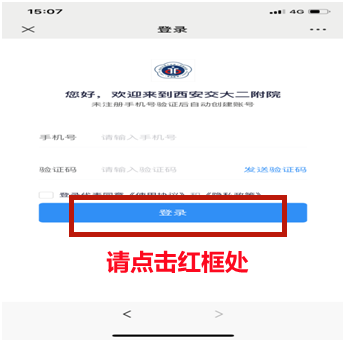 15:07
4G
登录
您好，欢迎来到西安交大二附院
未注册手机号验证后自动创建账号
手机号 请输入手机号
验证码 请输入验证码 发送验证码
登录代表同意《使用协议》和《隐私政策》
登录
请点击红框处